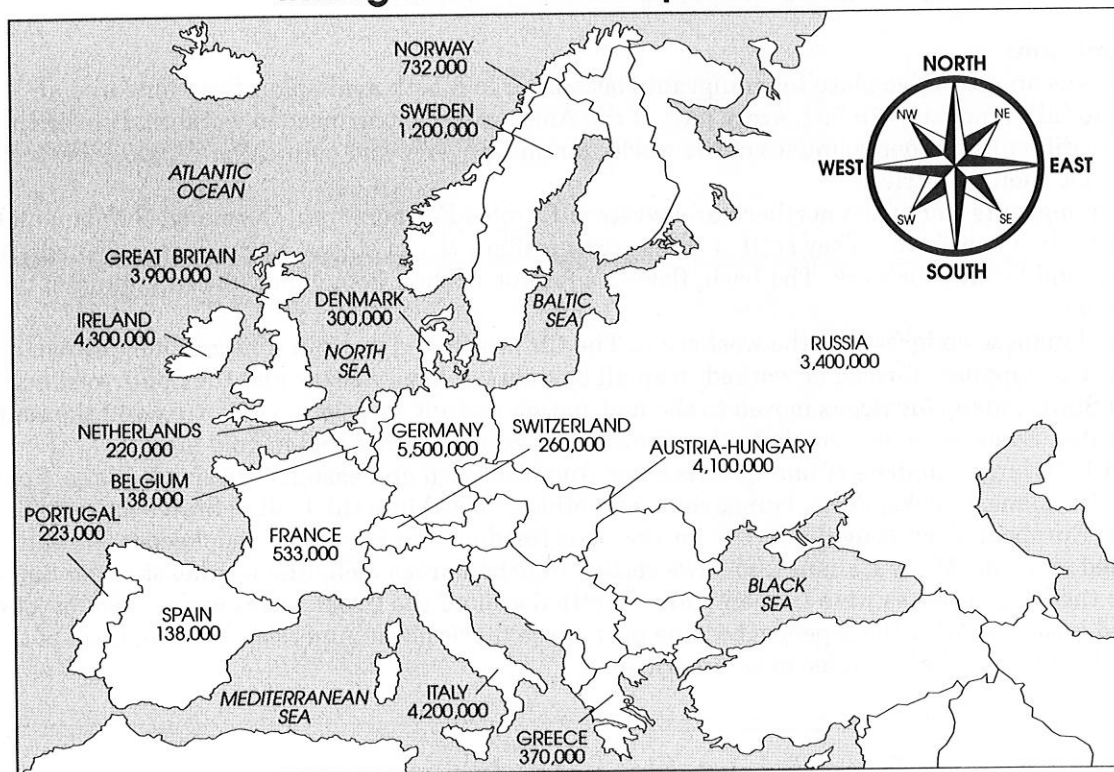 NORWAY
732,000
SWEDEN
1,200,000
ATLANTIC
OCEAN
NORTH
NW
NE
WEST
EAST
SW
SE
SOUTH
GREAT BRITAIN
3,900,000
DENMARK
300,000
BALTIC
SEA
IRELAND
4,300,000
NORTH
SEA
RUSSIA
3,400,000
NETHERLANDS
220,000
GERMANY
5,500,000
SWITZERLAND
260,000
AUSTRIA-HUNGARY
4,100,000
BELGIUM
138,000
PORTUGAL
223,000
FRANCE
533,000
BLACK
SEA
SPAIN
138,000
MEDITERRANEAN
SEA
ITALY
4,200,000
GREECE
370,000